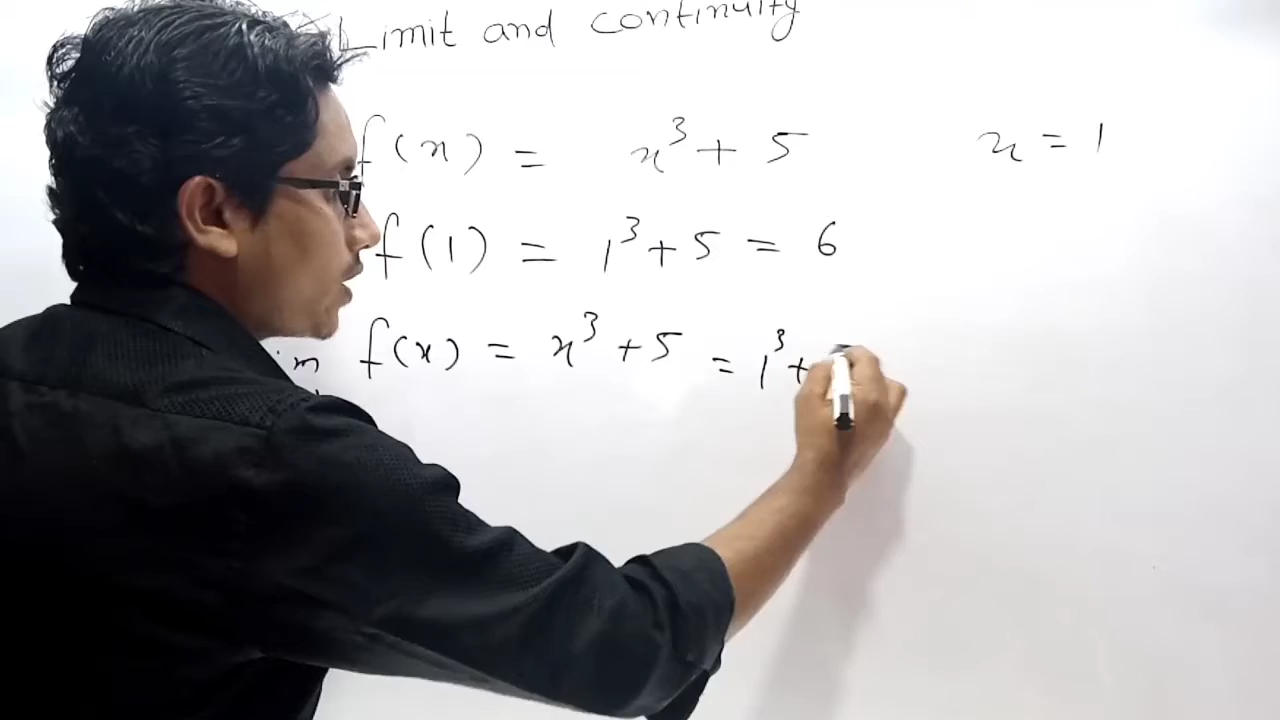 Limit and continuity
f(x) = x³ + 5 x = 1
f(1) = 1³ + 5 = 6
f(x) = x³ + 5 = 1³ +